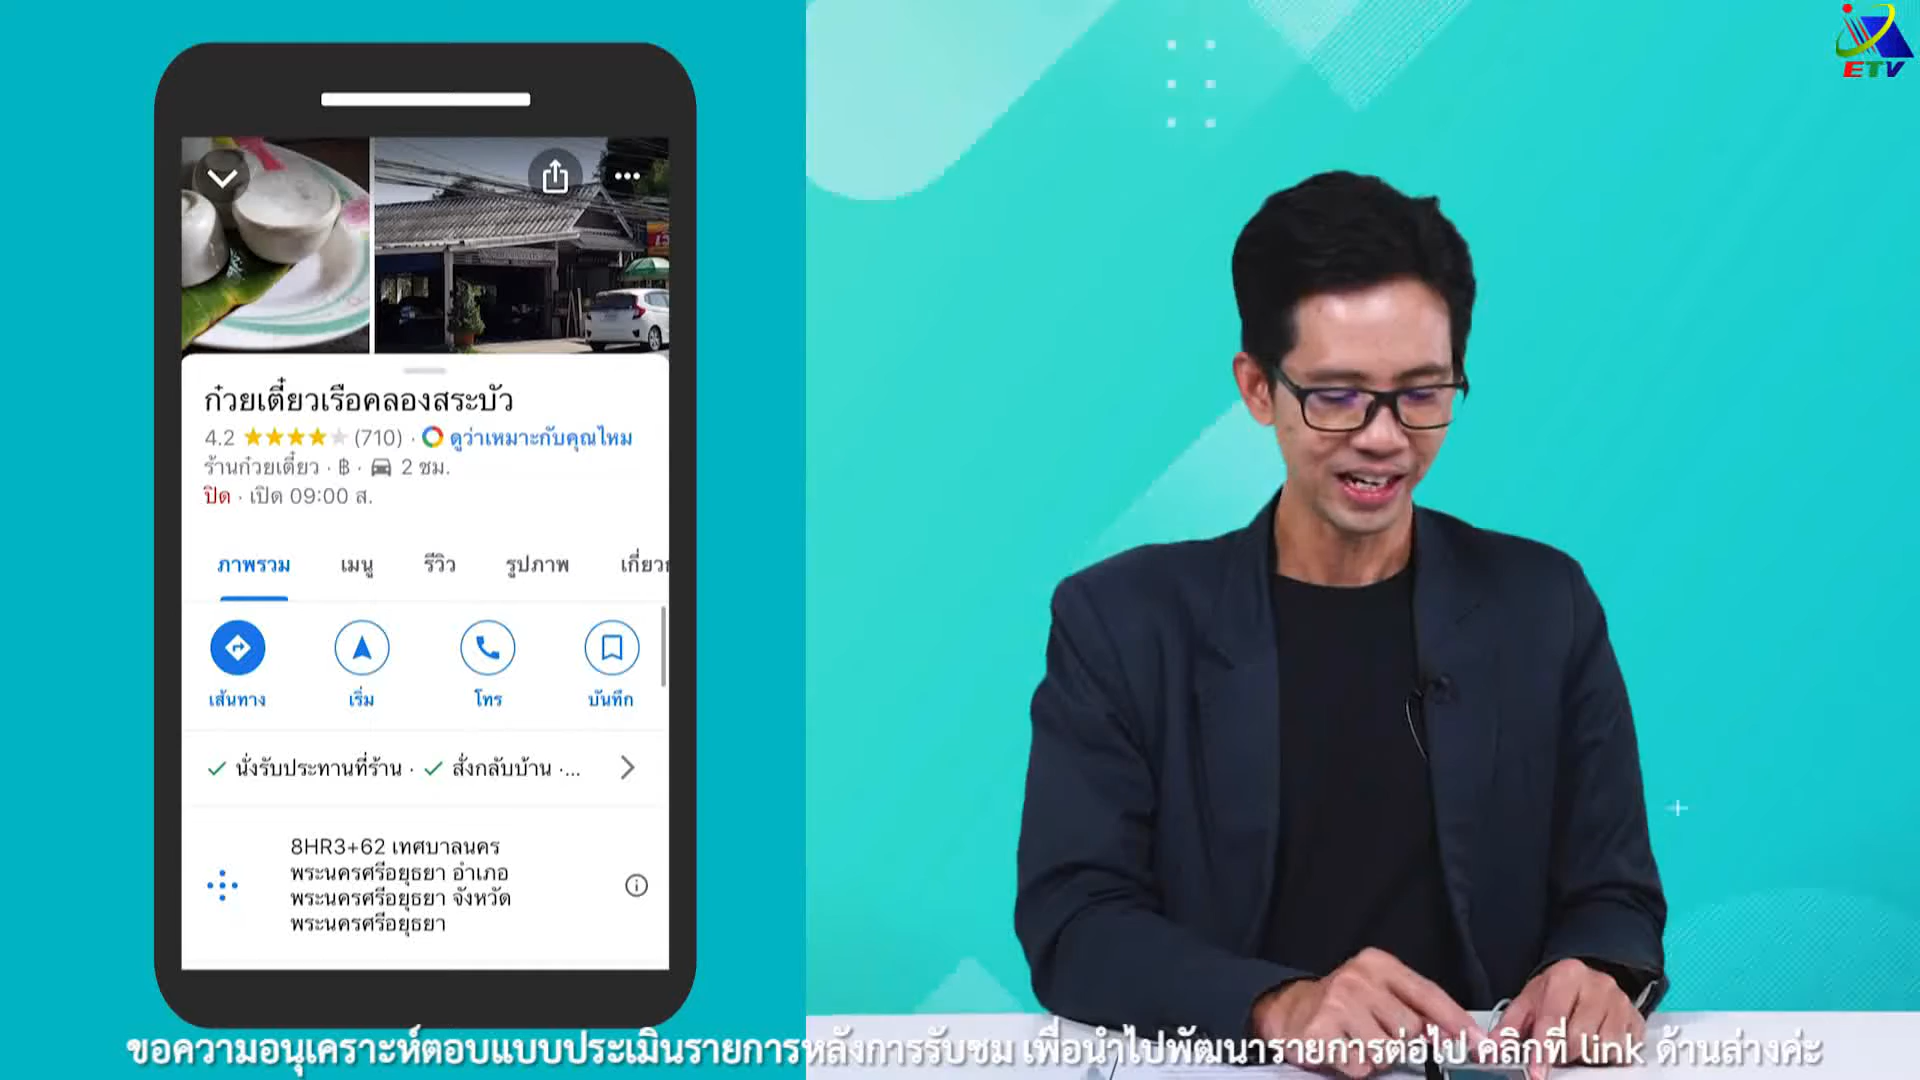 ETV
ก๋วยเตี๋ยวเรือคลองสระบัว
4.2 (710) · ดูว่าเหมาะกับคุณไหม
ร้านก๋วยเตี๋ยว · ฿ · 2 ชม.
ปิด · เปิด 09:00 ส.
ภาพรวม เมนู รีวิว รูปภาพ เกี่ยวก
เส้นทาง เริ่ม โทร บันทึก
นั่งรับประทานที่ร้าน · สั่งกลับบ้าน ·...
8HR3+62 เทศบาลนคร
พระนครศรีอยุธยา อำเภอ
พระนครศรีอยุธยา จังหวัด
พระนครศรีอยุธยา
ขอความอนุเคราะห์ตอบแบบประเมินรายการหลังการรับชม เพื่อนำไปพัฒนารายการต่อไป คลิกที่ link ด้านล่างค่ะ